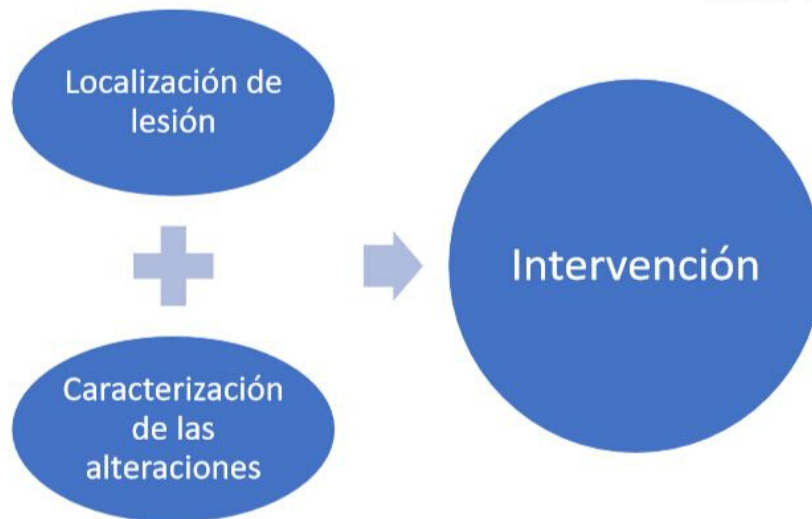 Localización de
lesión
Intervención
Caracterización
de las
alteraciones